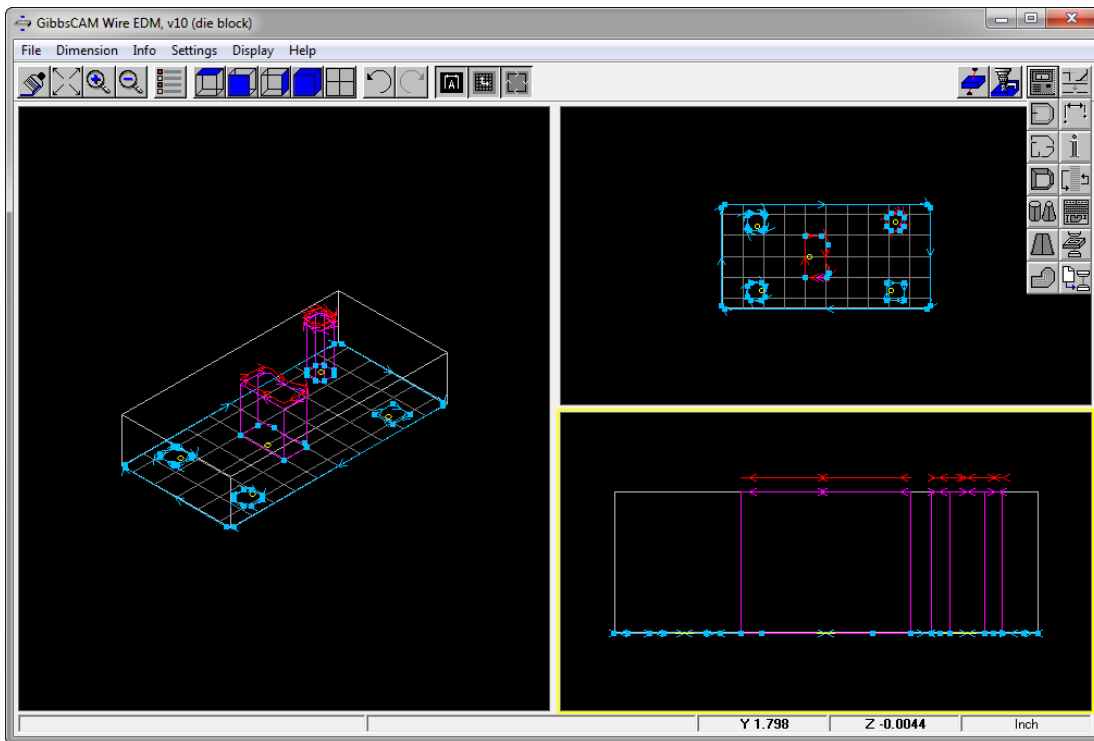 GibbsCAM Wire EDM, v10 (die block)
File Dimension Info Settings Display Help
A
Y 1.798 Z -0.0044 Inch